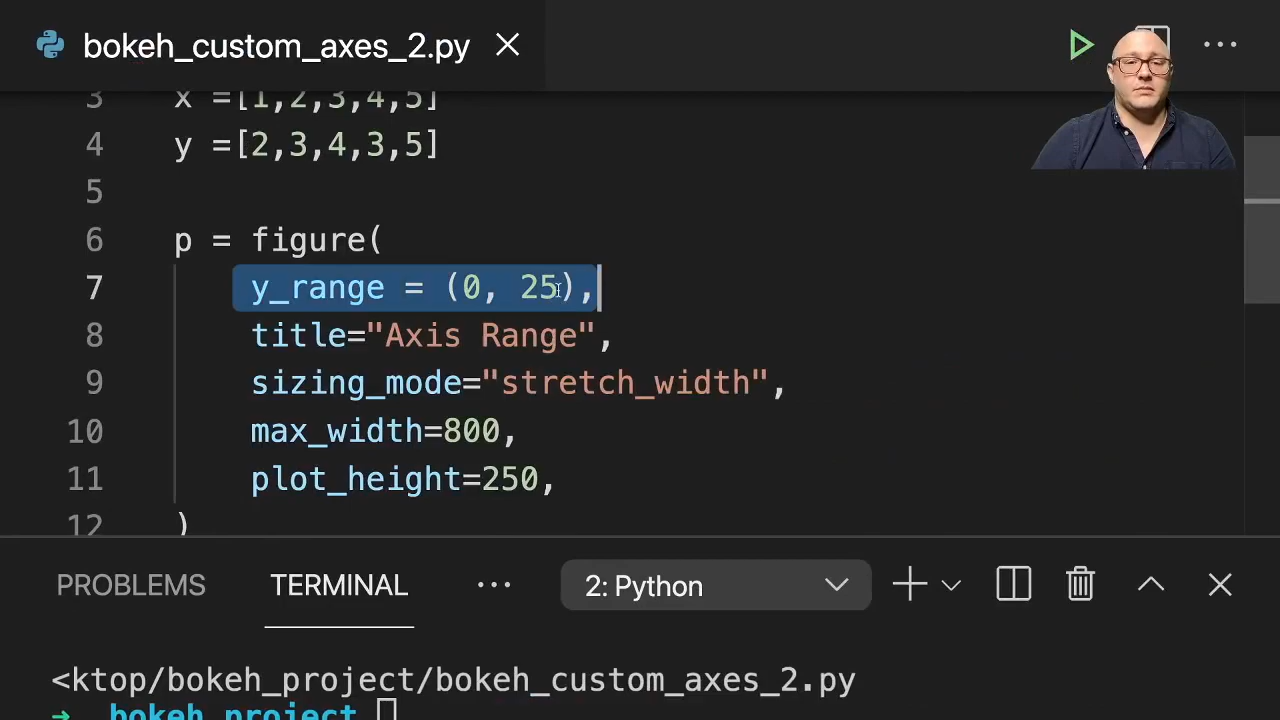 bokeh_custom_axes_2.py
3 x =[1,2,3,4,5]
4 y =[2,3,4,3,5]
5
6 p = figure(
7 y_range = (0, 25),
8 title="Axis Range",
9 sizing_mode="stretch_width",
10 max_width=800,
11 plot_height=250,
12 )
PROBLEMS TERMINAL ··· 2: Python
<ktop/bokeh_project/bokeh_custom_axes_2.py
➜ bokeh_project